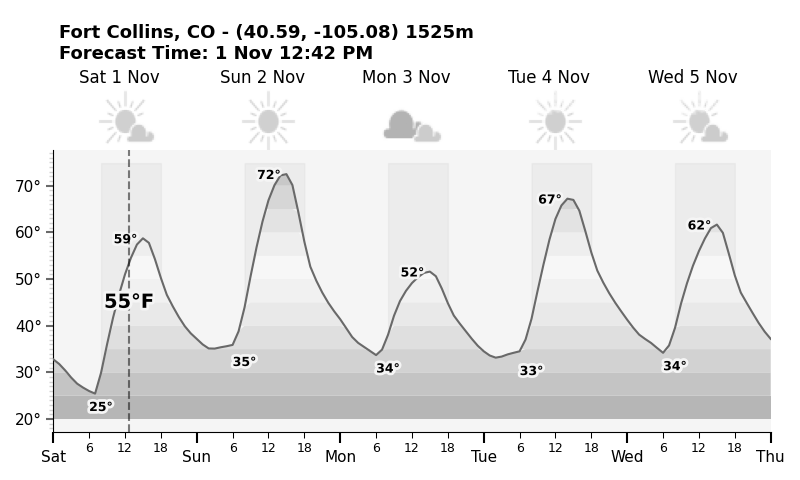 Fort Collins, CO - (40.59, -105.08) 1525m
Forecast Time: 1 Nov 12:42 PM
Sat 1 Nov Sun 2 Nov Mon 3 Nov Tue 4 Nov Wed 5 Nov
70°
60°
50°
40°
30°
20°
59° 72° 52° 67° 62°
55°F
25° 35° 34° 33° 34°
6 12 18 6 12 18 6 12 18 6 12 18 6 12 18
Sat Sun Mon Tue Wed Thu